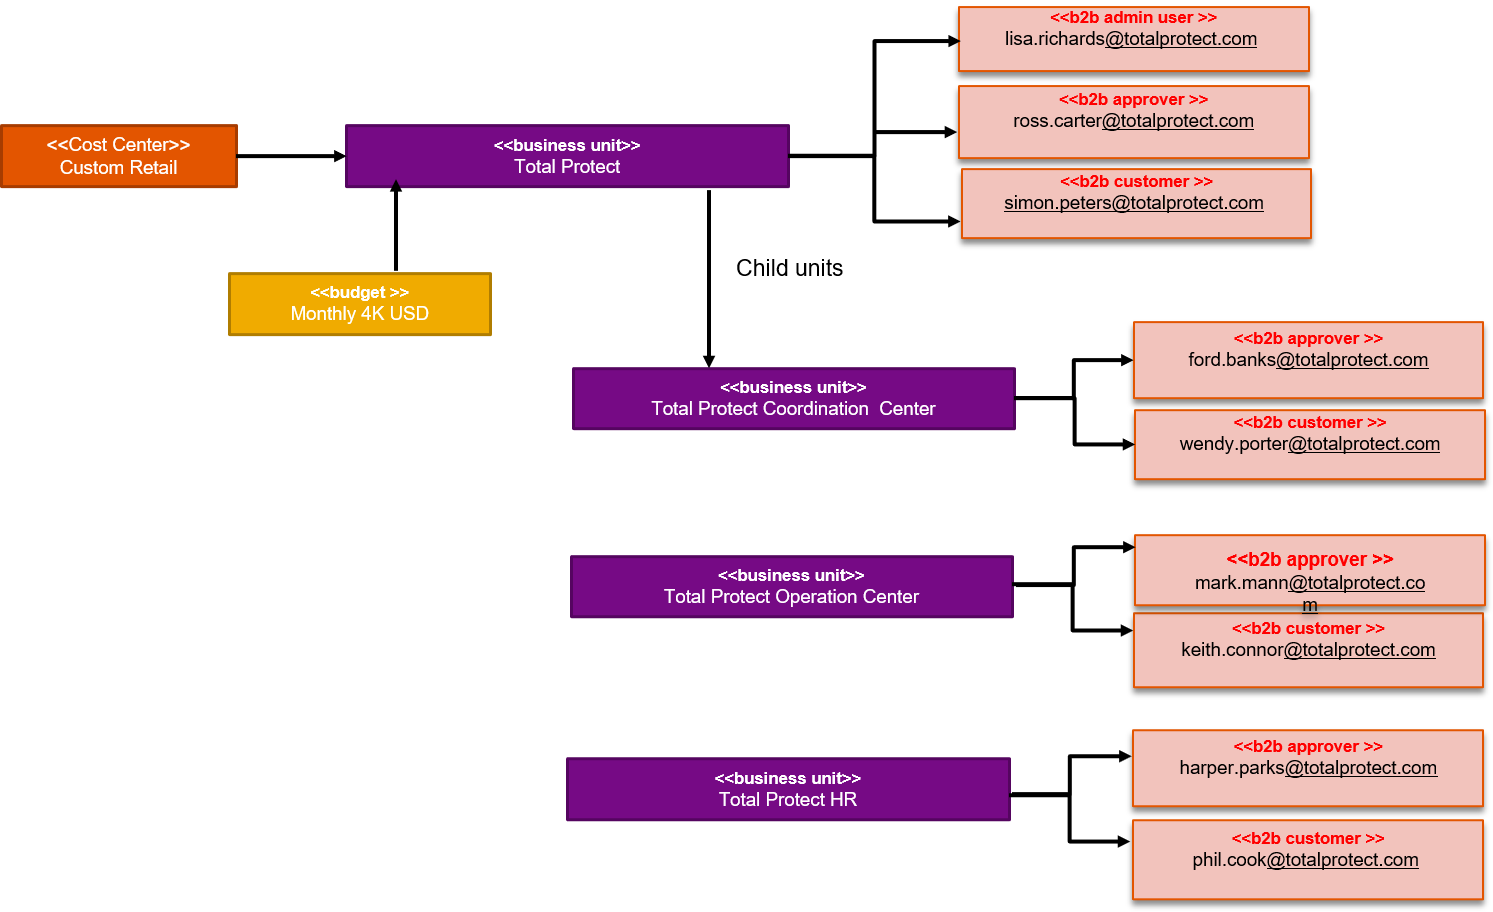 <<b2b admin user >>
lisa.richards@totalprotect.com
<<b2b approver >>
ross.carter@totalprotect.com
<<Cost Center>>
Custom Retail
<<business unit>>
Total Protect
<<b2b customer >>
simon.peters@totalprotect.com
Child units
<<budget >>
Monthly 4K USD
<<b2b approver >>
ford.banks@totalprotect.com
<<business unit>>
Total Protect Coordination  Center
<<b2b customer >>
wendy.porter@totalprotect.com
<<business unit>>
Total Protect Operation Center
<<b2b approver >>
mark.mann@totalprotect.co
m
<<b2b customer >>
keith.connor@totalprotect.com
<<business unit>>
Total Protect HR
<<b2b approver >>
harper.parks@totalprotect.com
<<b2b customer >>
phil.cook@totalprotect.com